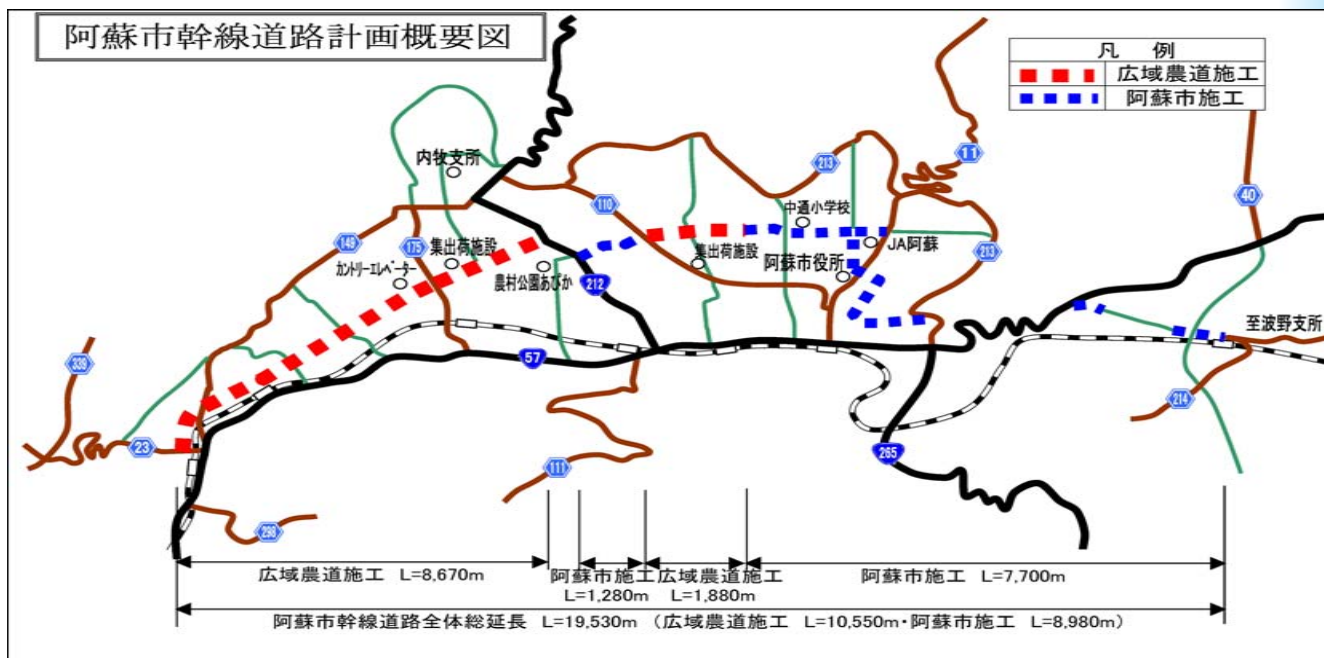 阿蘇市幹線道路計画概要図
凡 例
広域農道施工
阿蘇市施工
内牧支所
213
11
40
110
中通小学校
149
175
集出荷施設
JA阿蘇
213
カントリーエレベーター
農村公園あぴか
212
集出荷施設
阿蘇市役所
至波野支所
339
57
214
23
111
265
298
広域農道施工 L=8,670m
阿蘇市施工
L=1,280m
広域農道施工
L=1,880m
阿蘇市施工 L=7,700m
阿蘇市幹線道路全体総延長 L=19,530m (広域農道施工 L=10,550m・阿蘇市施工 L=8,980m)